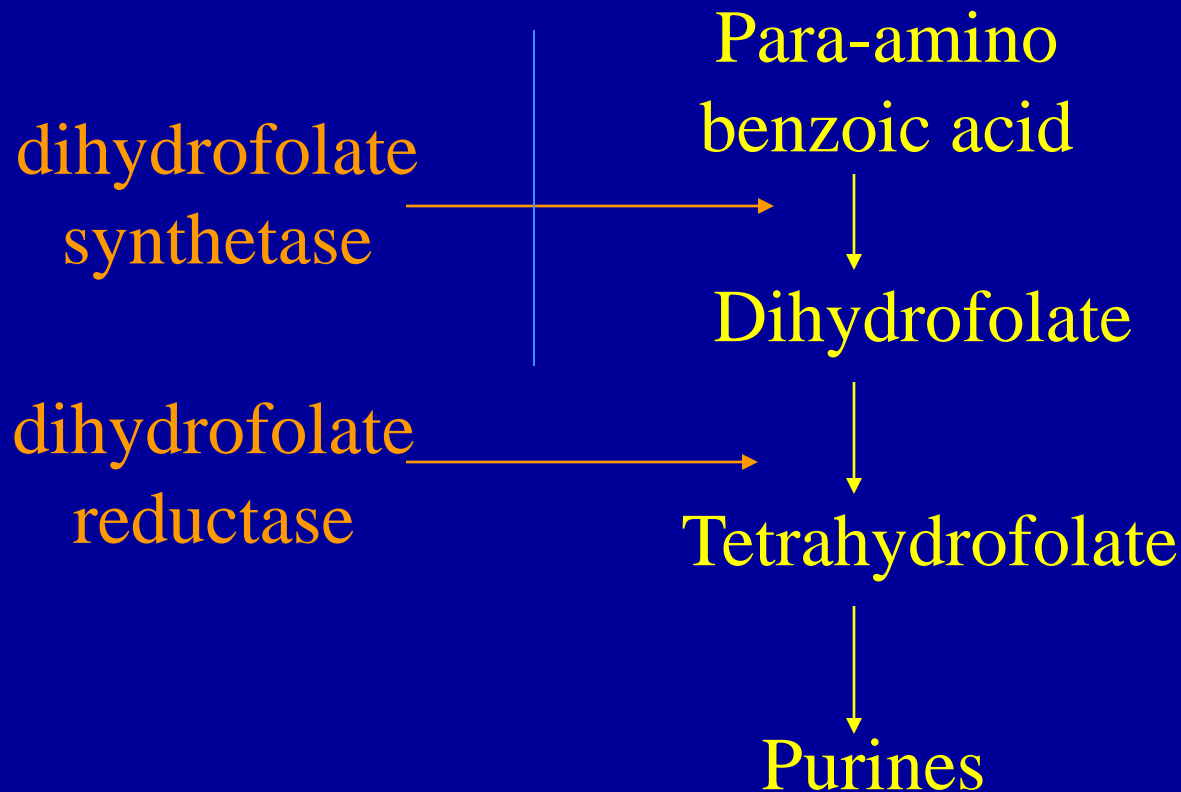 Para-amino
benzoic acid
dihydrofolate
synthetase
Dihydrofolate
dihydrofolate
reductase
Tetrahydrofolate
Purines